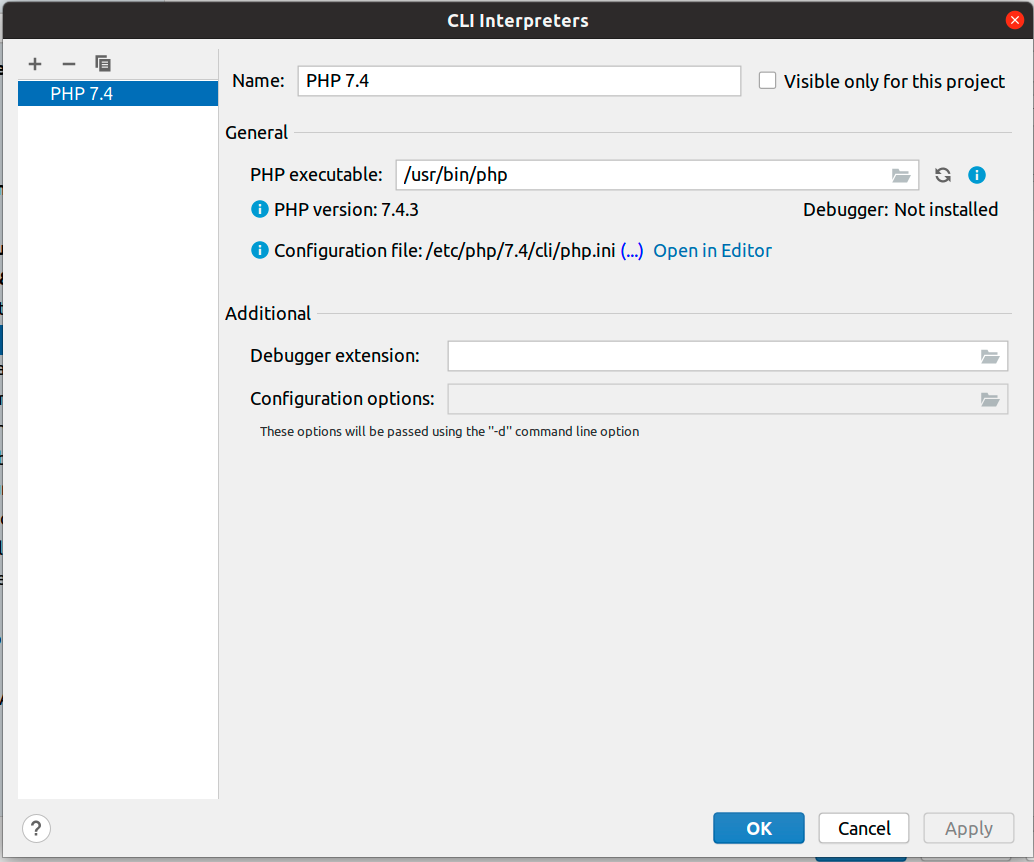 CLI Interpreters
PHP 7.4
Name: PHP 7.4 Visible only for this project
General
PHP executable: /usr/bin/php
PHP version: 7.4.3 Debugger: Not installed
Configuration file: /etc/php/7.4/cli/php.ini (...) Open in Editor
Additional
Debugger extension:
Configuration options:
These options will be passed using the "-d" command line option
? OK Cancel Apply